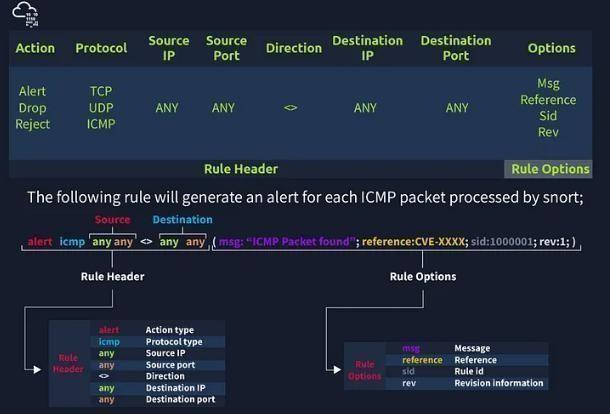 Action Protocol Source IP Source Port Direction Destination IP Destination Port Options
Alert TCP ANY ANY <> ANY ANY Msg
Drop UDP Reference
Reject ICMP Sid
Rev
Rule Header Rule Options
The following rule will generate an alert for each ICMP packet processed by snort;
Source Destination
alert icmp any any <> any any ( msg: “ICMP Packet found”; reference:CVE-XXXX; sid:1000001; rev:1; )
Rule Header Rule Options
Rule Header
alert Action type
icmp Protocol type
any Source IP
any Source port
<> Direction
any Destination IP
any Destination port
Rule Options
msg Message
reference Reference
sid Rule id
rev Revision information